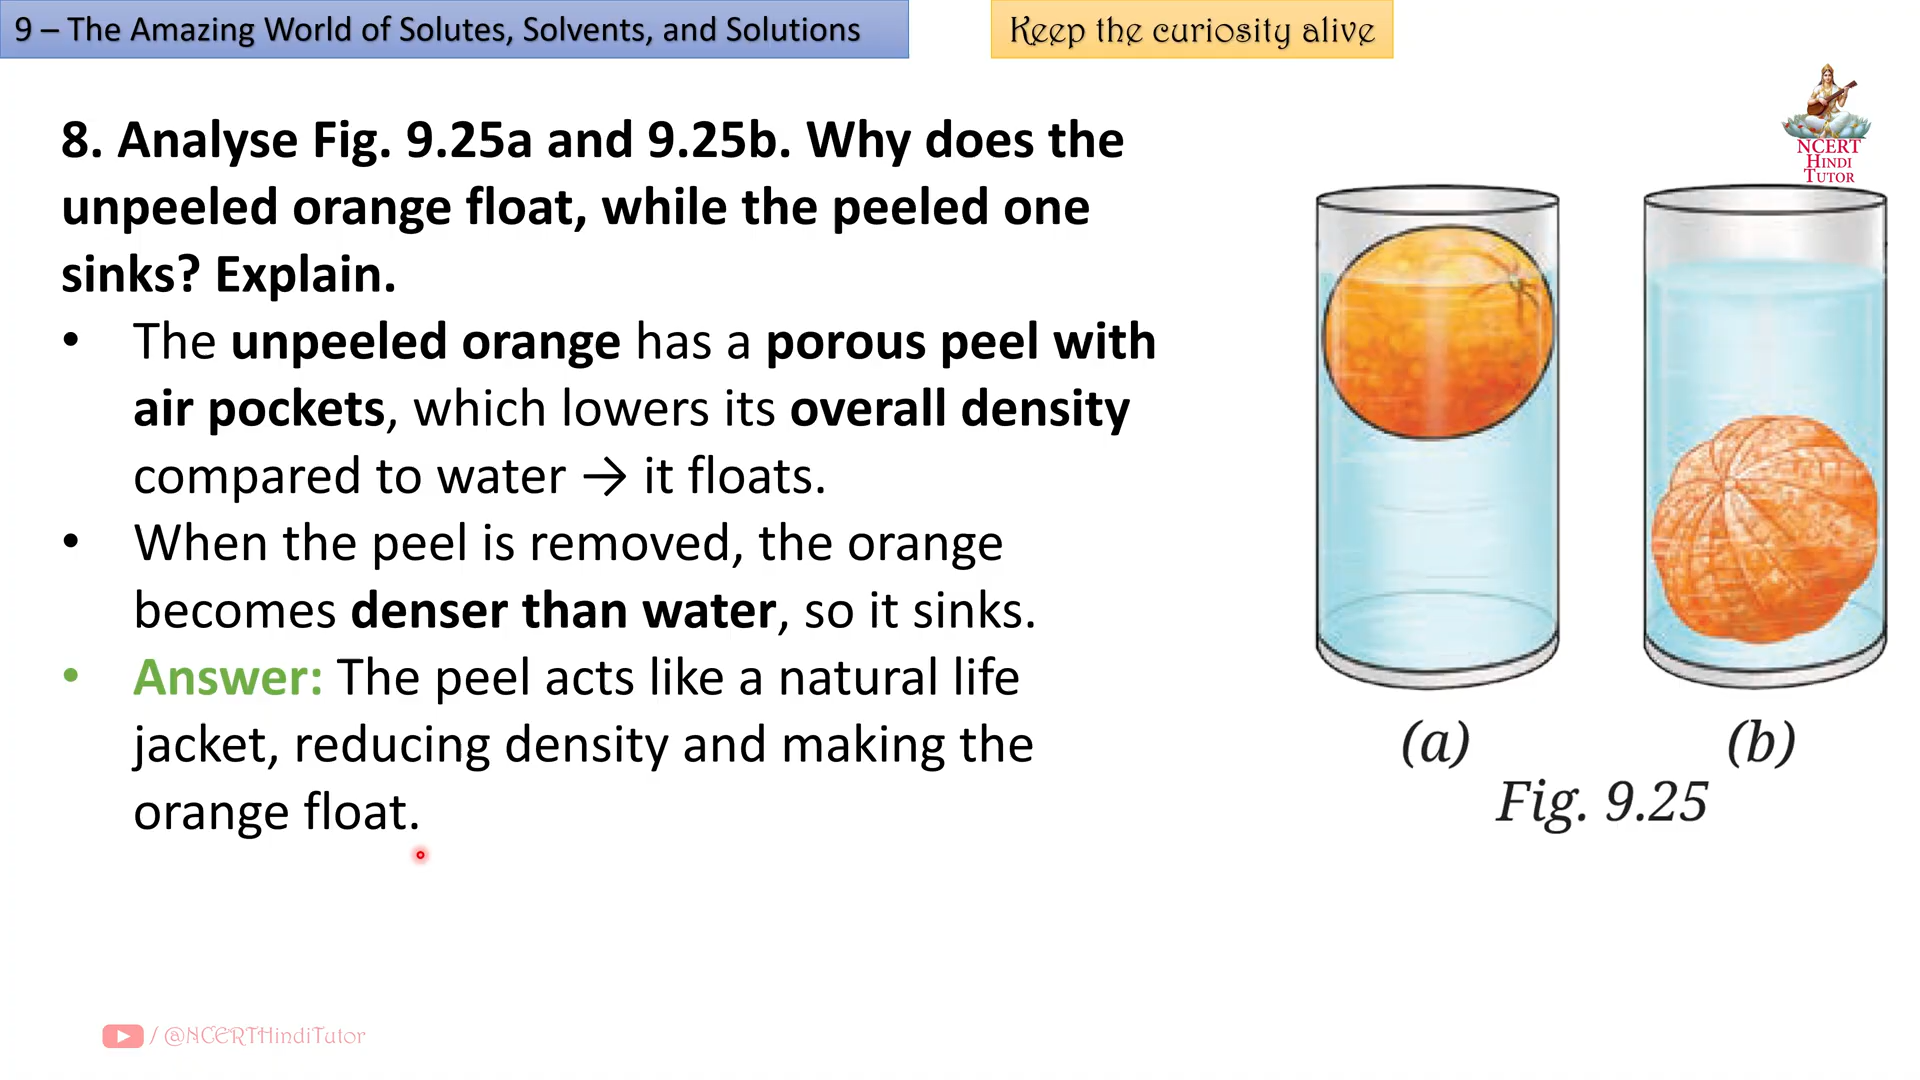 9 – The Amazing World of Solutes, Solvents, and Solutions
Keep the curiosity alive
NCERT
HINDI
TUTOR
8. Analyse Fig. 9.25a and 9.25b. Why does the
unpeeled orange float, while the peeled one
sinks? Explain.
• The unpeeled orange has a porous peel with
air pockets, which lowers its overall density
compared to water → it floats.
• When the peel is removed, the orange
becomes denser than water, so it sinks.
• Answer: The peel acts like a natural life
jacket, reducing density and making the
orange float.
(a) (b)
Fig. 9.25
/ @NCERTHindiTutor